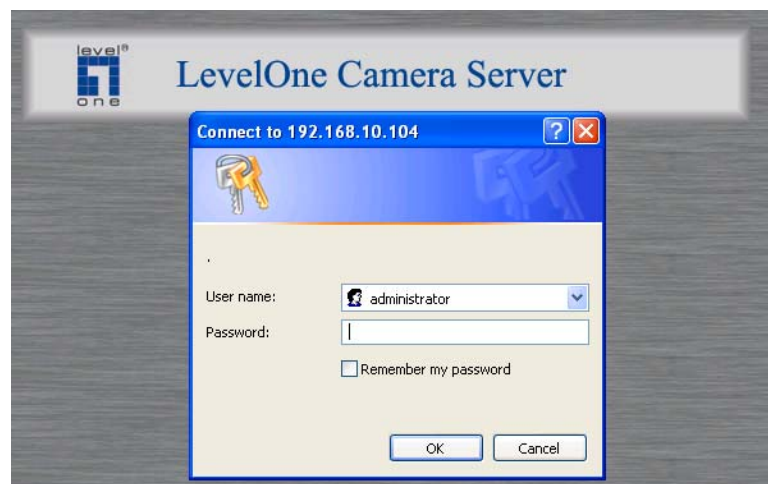 level®
one
LevelOne Camera Server
Connect to 192.168.10.104
.
User name:
administrator
Password:
Remember my password
OK
Cancel